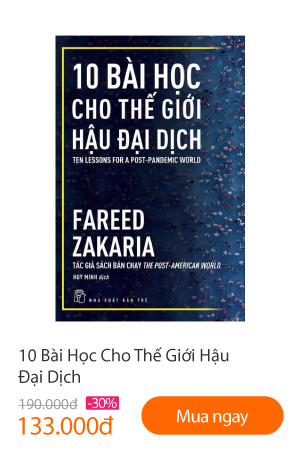 10 BÀI HỌC
CHO THẾ GIỚI
HẬU ĐẠI DỊCH
TEN LESSONS FOR A POST-PANDEMIC WORLD
FAREED
ZAKARIA
TÁC GIẢ SÁCH BÁN CHẠY THE POST-AMERICAN WORLD
HUY MINH dịch
NHÀ XUẤT BẢN TRẺ
10 Bài Học Cho Thế Giới Hậu
Đại Dịch
190.000đ -30%
133.000đ
Mua ngay